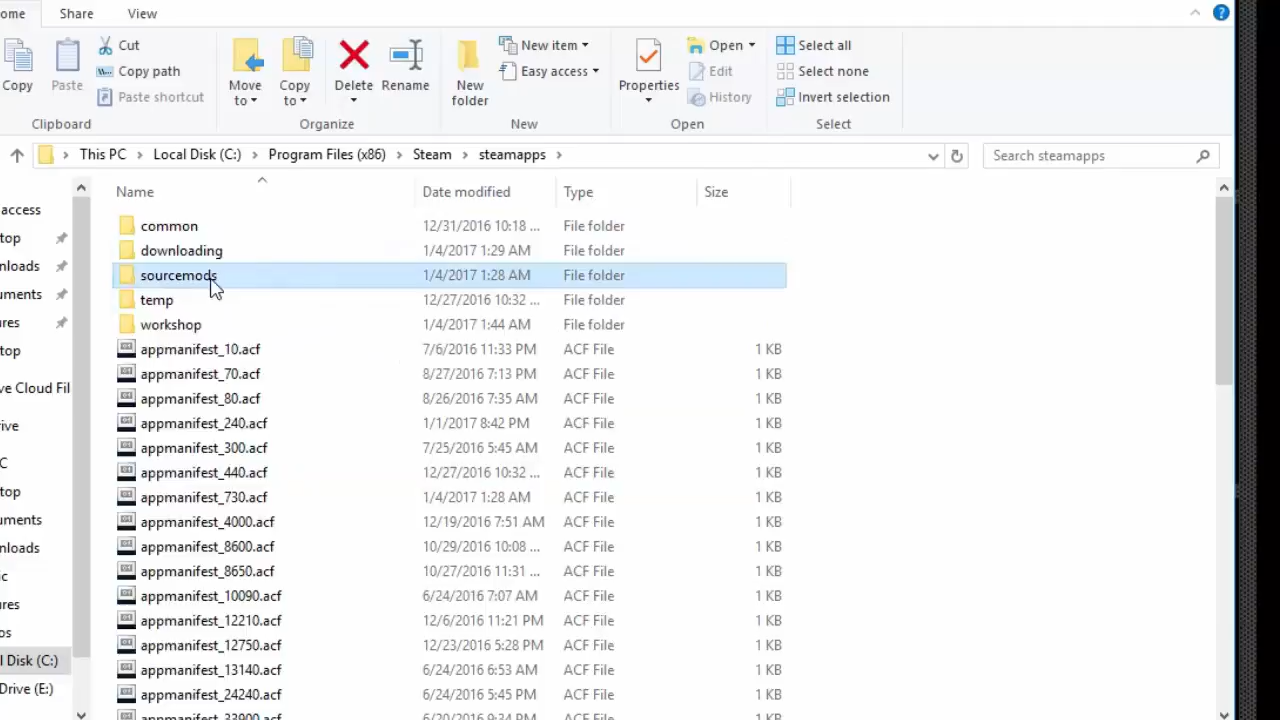 ome Share View
Copy Paste Cut Copy path Paste shortcut Move to Copy to Delete Rename New folder New item Easy access Properties Open Edit History Select all Select none Invert selection
Clipboard Organize New Open Select
This PC Local Disk (C:) Program Files (x86) Steam steamapps Search steamapps
Name Date modified Type Size
access
top
nloads
uments
res
top
ve Cloud Fil
rive
C
top
uments
nloads
ic
res
os
l Disk (C:)
Drive (E:)
common 12/31/2016 10:18 ... File folder
downloading 1/4/2017 1:29 AM File folder
sourcemods 1/4/2017 1:28 AM File folder
temp 12/27/2016 10:32 ... File folder
workshop 1/4/2017 1:44 AM File folder
appmanifest_10.acf 7/6/2016 11:33 PM ACF File 1 KB
appmanifest_70.acf 8/27/2016 7:13 PM ACF File 1 KB
appmanifest_80.acf 8/26/2016 7:35 AM ACF File 1 KB
appmanifest_240.acf 1/1/2017 8:42 PM ACF File 1 KB
appmanifest_300.acf 7/25/2016 5:45 AM ACF File 1 KB
appmanifest_440.acf 12/27/2016 10:32 ... ACF File 1 KB
appmanifest_730.acf 1/4/2017 1:28 AM ACF File 1 KB
appmanifest_4000.acf 12/19/2016 7:51 AM ACF File 1 KB
appmanifest_8600.acf 10/29/2016 10:08 ... ACF File 1 KB
appmanifest_8650.acf 10/27/2016 11:31 ... ACF File 1 KB
appmanifest_10090.acf 6/24/2016 7:07 AM ACF File 1 KB
appmanifest_12210.acf 12/6/2016 11:21 PM ACF File 1 KB
appmanifest_12750.acf 12/23/2016 5:28 PM ACF File 1 KB
appmanifest_13140.acf 6/24/2016 6:53 AM ACF File 1 KB
appmanifest_24240.acf 6/24/2016 5:45 PM ACF File 1 KB
appmanifest_33900.acf 6/20/2016 9:34 PM ACF File 1 KB